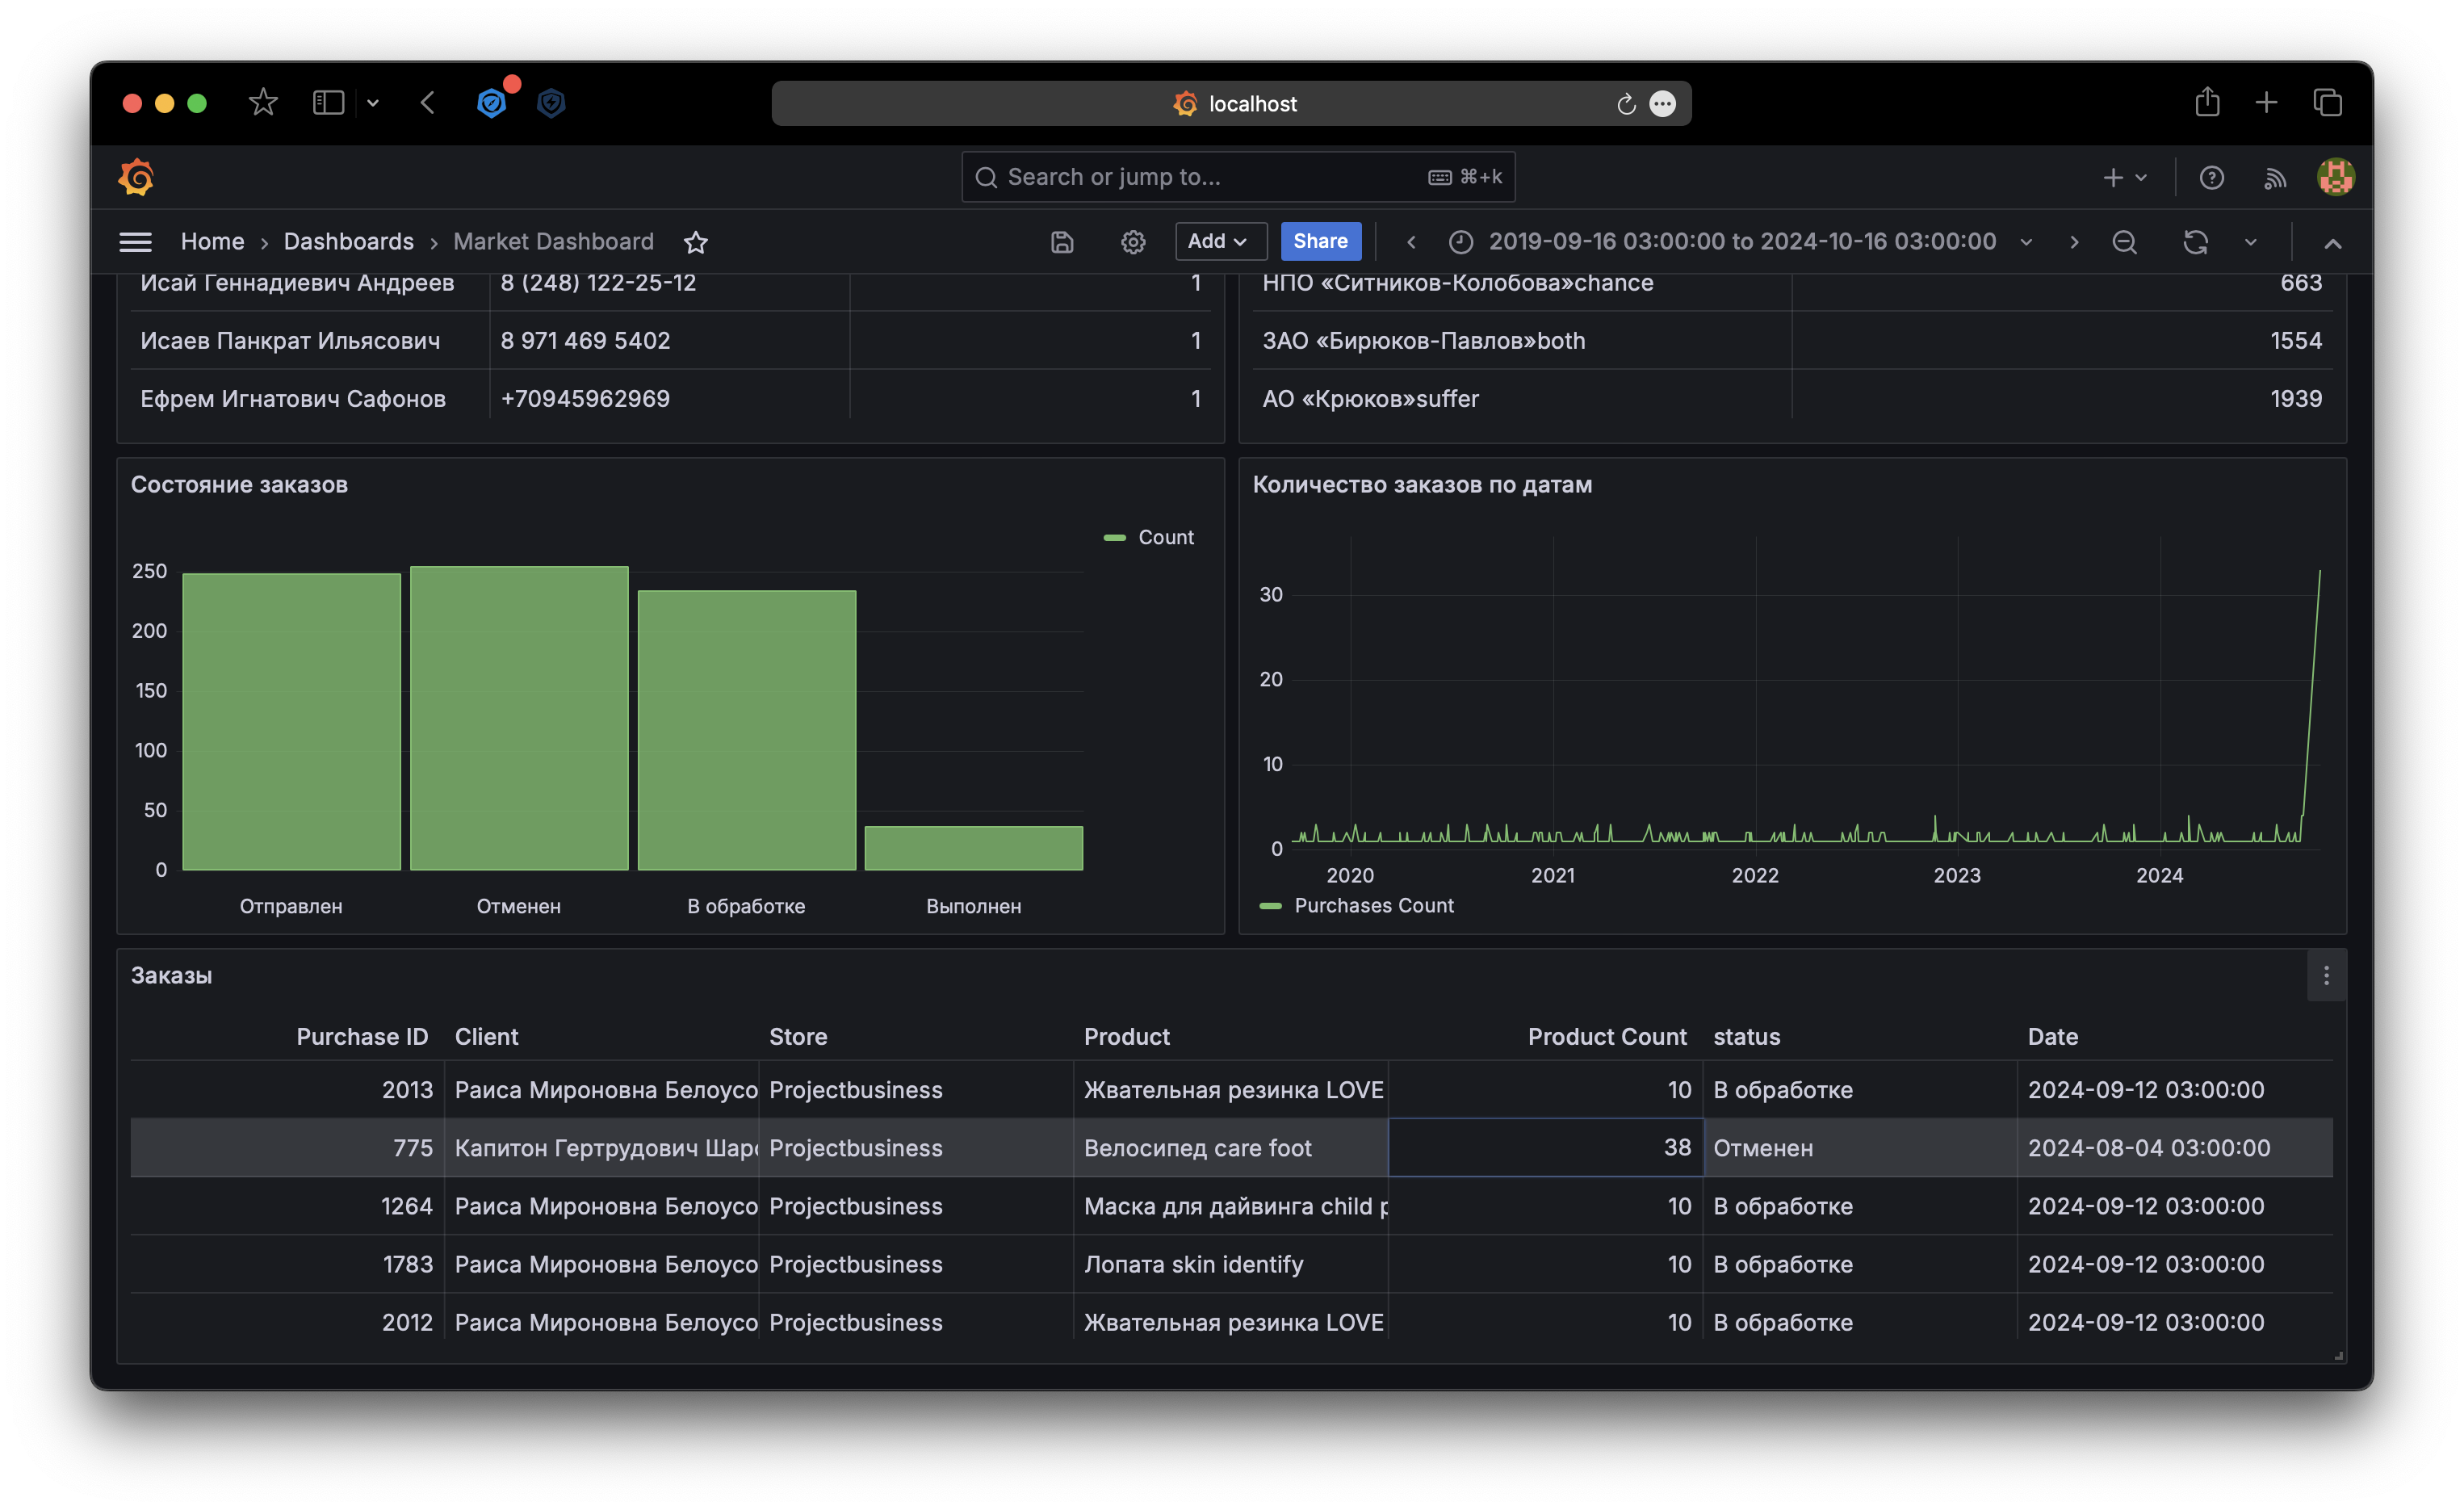 localhost
Search or jump to... ⌘+k
Home › Dashboards › Market Dashboard Add Share 2019-09-16 03:00:00 to 2024-10-16 03:00:00
Исай Геннадиевич Андреев 8 (248) 122-25-12 1
Исаев Панкрат Ильясович 8 971 469 5402 1
Ефрем Игнатович Сафонов +70945962969 1
НПО «Ситников-Колобова»chance 663
ЗАО «Бирюков-Павлов»both 1554
АО «Крюков»suffer 1939
Состояние заказов
Count
250
200
150
100
50
0
Отправлен Отменен В обработке Выполнен
Количество заказов по датам
30
20
10
0
2020 2021 2022 2023 2024
Purchases Count
Заказы
Purchase ID Client Store Product Product Count status Date
2013 Раиса Мироновна Белоусо Projectbusiness Жвательная резинка LOVE 10 В обработке 2024-09-12 03:00:00
775 Капитон Гертрудович Шар Projectbusiness Велосипед care foot 38 Отменен 2024-08-04 03:00:00
1264 Раиса Мироновна Белоусо Projectbusiness Маска для дайвинга child p 10 В обработке 2024-09-12 03:00:00
1783 Раиса Мироновна Белоусо Projectbusiness Лопата skin identify 10 В обработке 2024-09-12 03:00:00
2012 Раиса Мироновна Белоусо Projectbusiness Жвательная резинка LOVE 10 В обработке 2024-09-12 03:00:00